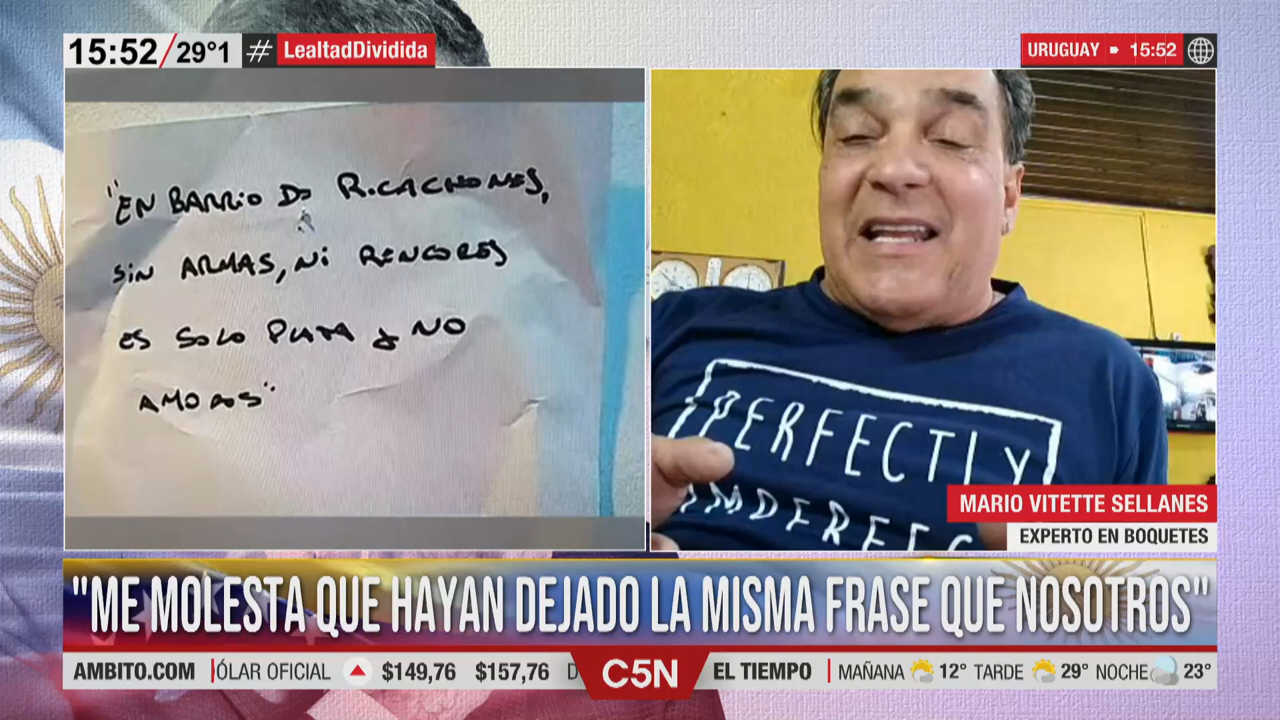 15:52/29°1 # LealtadDividida
URUGUAY 15:52
"EN BARRIO DE RICACHONES,
SIN ARMAS, NI RENCORES
ES SOLO PLATA Y NO
AMORES"
PERFECTLY
MARIO VITETTE SELLANES
EXPERTO EN BOQUETES
"ME MOLESTA QUE HAYAN DEJADO LA MISMA FRASE QUE NOSOTROS"
AMBITO.COM ÓLAR OFICIAL $149,76 $157,76 D C5N EL TIEMPO MAÑANA 12° TARDE 29° NOCHE 23°